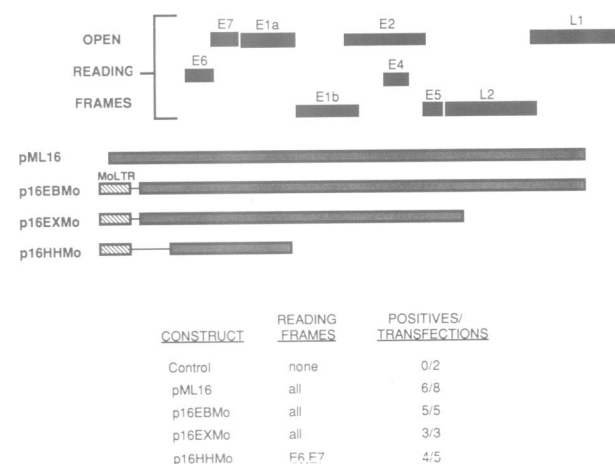 E7 E1a E2 L1
OPEN
E6 E4
READING
E1b E5 L2
FRAMES
pML16
MoLTR
p16EBMo
p16EXMo
p16HHMo
READING POSITIVES/
CONSTRUCT FRAMES TRANSFECTIONS
Control none 0/2
pML16 all 6/8
p16EBMo all 5/5
p16EXMo all 3/3
p16HHMo E6,E7 4/5